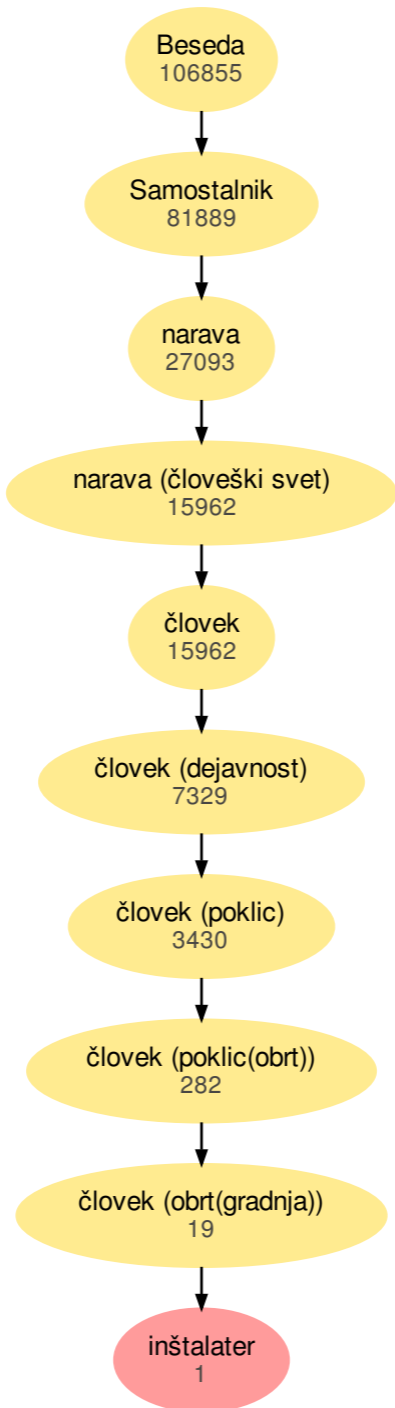 Beseda
106855
Samostalnik
81889
narava
27093
narava (človeški svet)
15962
človek
15962
človek (dejavnost)
7329
človek (poklic)
3430
človek (poklic(obrt))
282
človek (obrt(gradnja))
19
inštalater
1